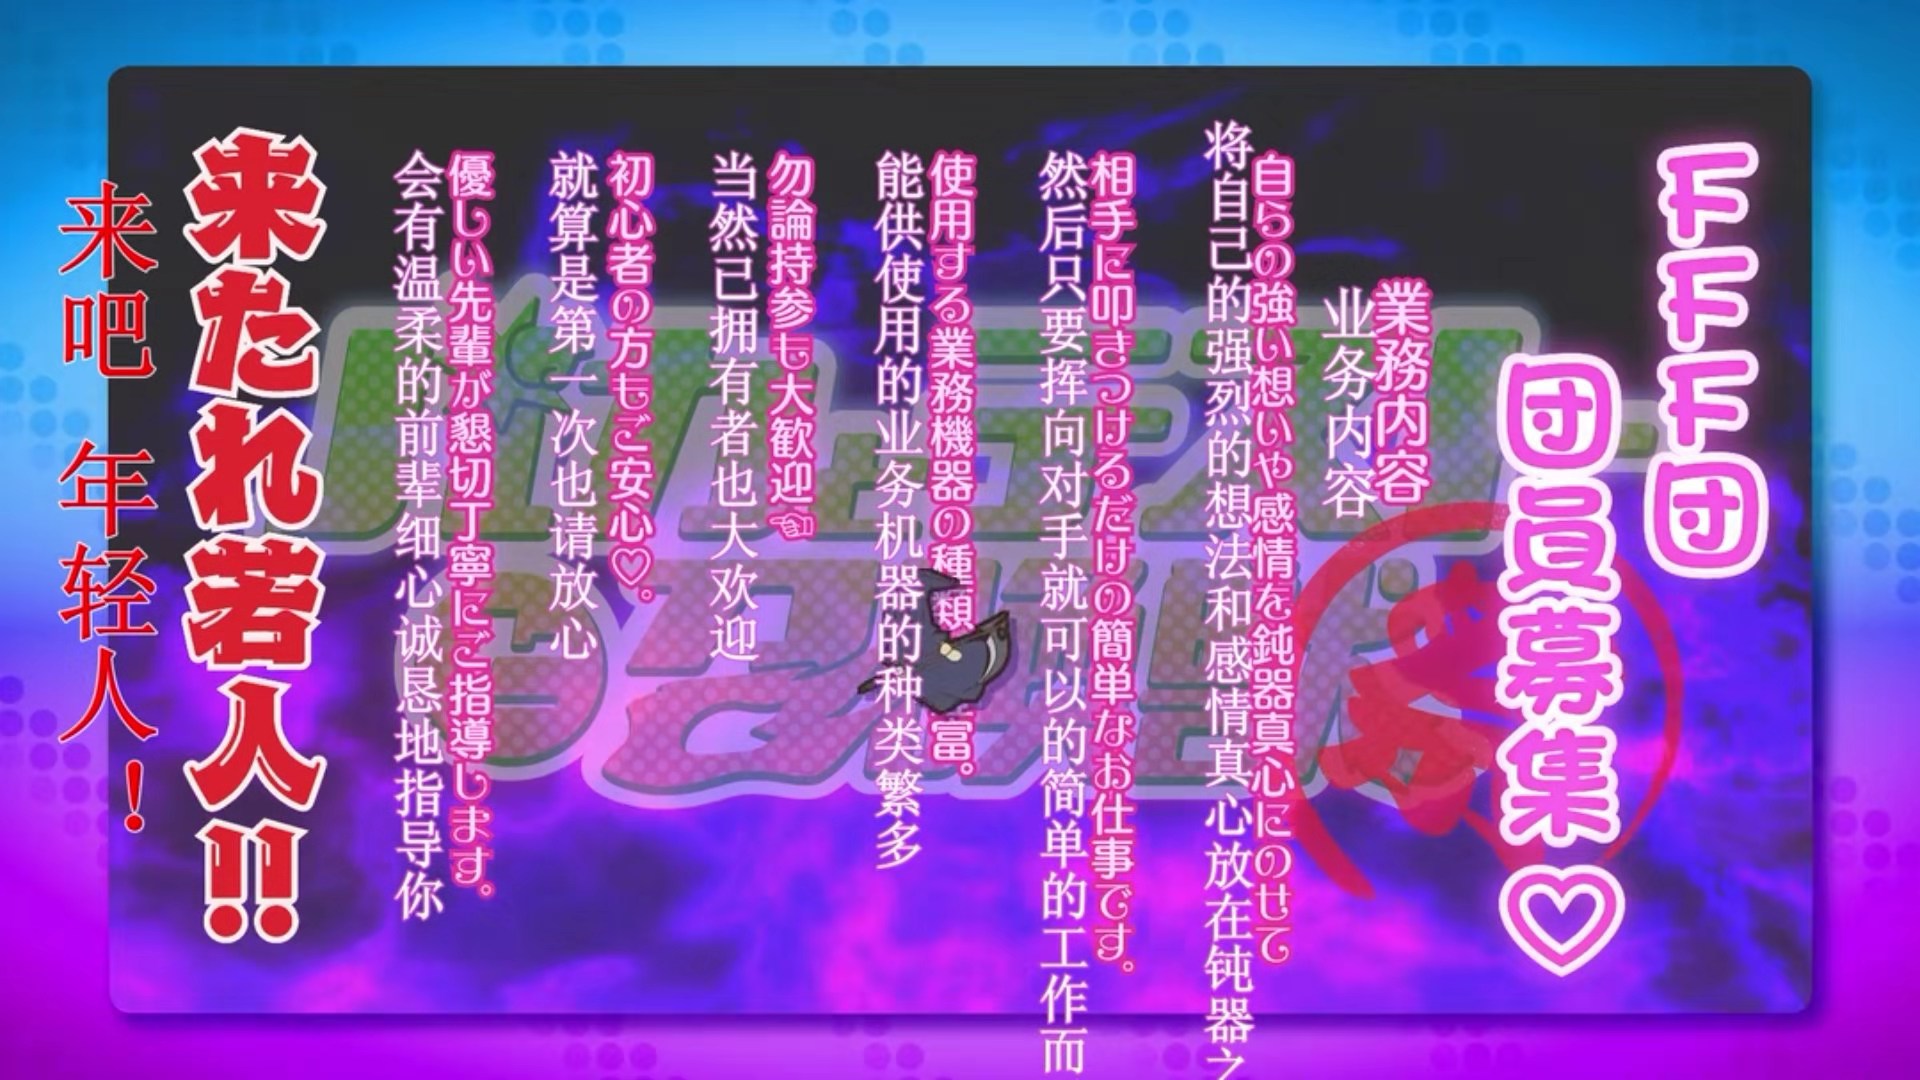 FFF団
団員募集♡
業務内容
业务内容
自らの強い想いや感情を鈍器真心にのせて
将自己的强烈的想法和感情真心放在钝器之
相手に叩きつけるだけの簡単なお仕事です。
然后只要挥向对手就可以的简单的工作而
使用する業務機器の種類 富。
能供使用的业务机器的种类繁多
勿論持参も大歓迎☜
当然已拥有者也大欢迎
初心者の方もご安心♡。
就算是第一次也请放心
優しい先輩が懇切丁寧にご指導します。
会有温柔的前辈细心诚恳地指导你
来たれ若人!!
来吧 年轻人！